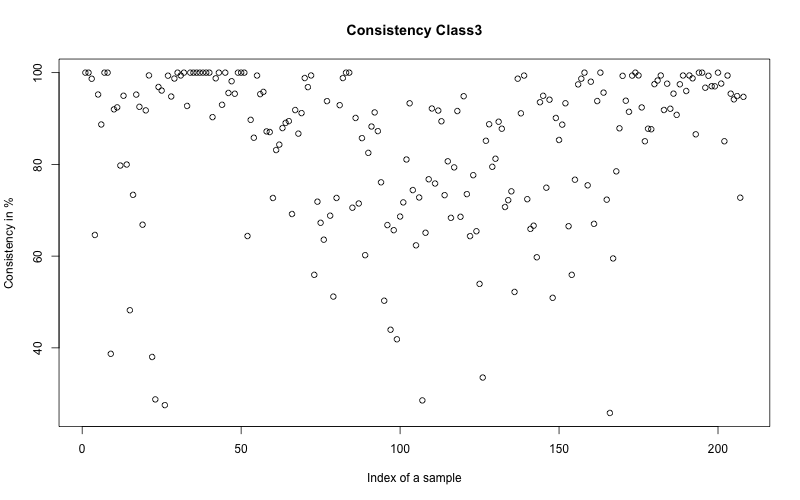 Consistency Class3
Consistency in %
100
80
60
40
0 50 100 150 200
Index of a sample